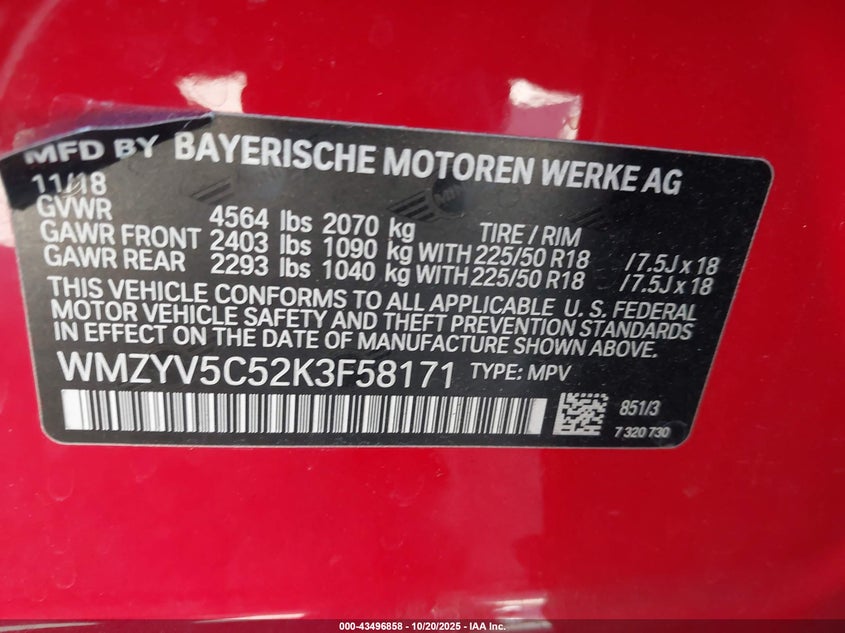 MFD BY BAYERISCHE MOTOREN WERKE AG
11/18
GVWR 4564 lbs 2070 kg TIRE / RIM
GAWR FRONT 2403 lbs 1090 kg WITH 225/50 R18 /7.5J x 18
GAWR REAR 2293 lbs 1040 kg WITH 225/50 R18 /7.5J x 18
THIS VEHICLE CONFORMS TO ALL APPLICABLE U. S. FEDERAL
MOTOR VEHICLE SAFETY AND THEFT PREVENTION STANDARDS
IN EFFECT ON THE DATE OF MANUFACTURE SHOWN ABOVE.
WMZYV5C52K3F58171 TYPE: MPV
851/3
7 320 730
000-43496858 - 10/20/2025 - IAA Inc.